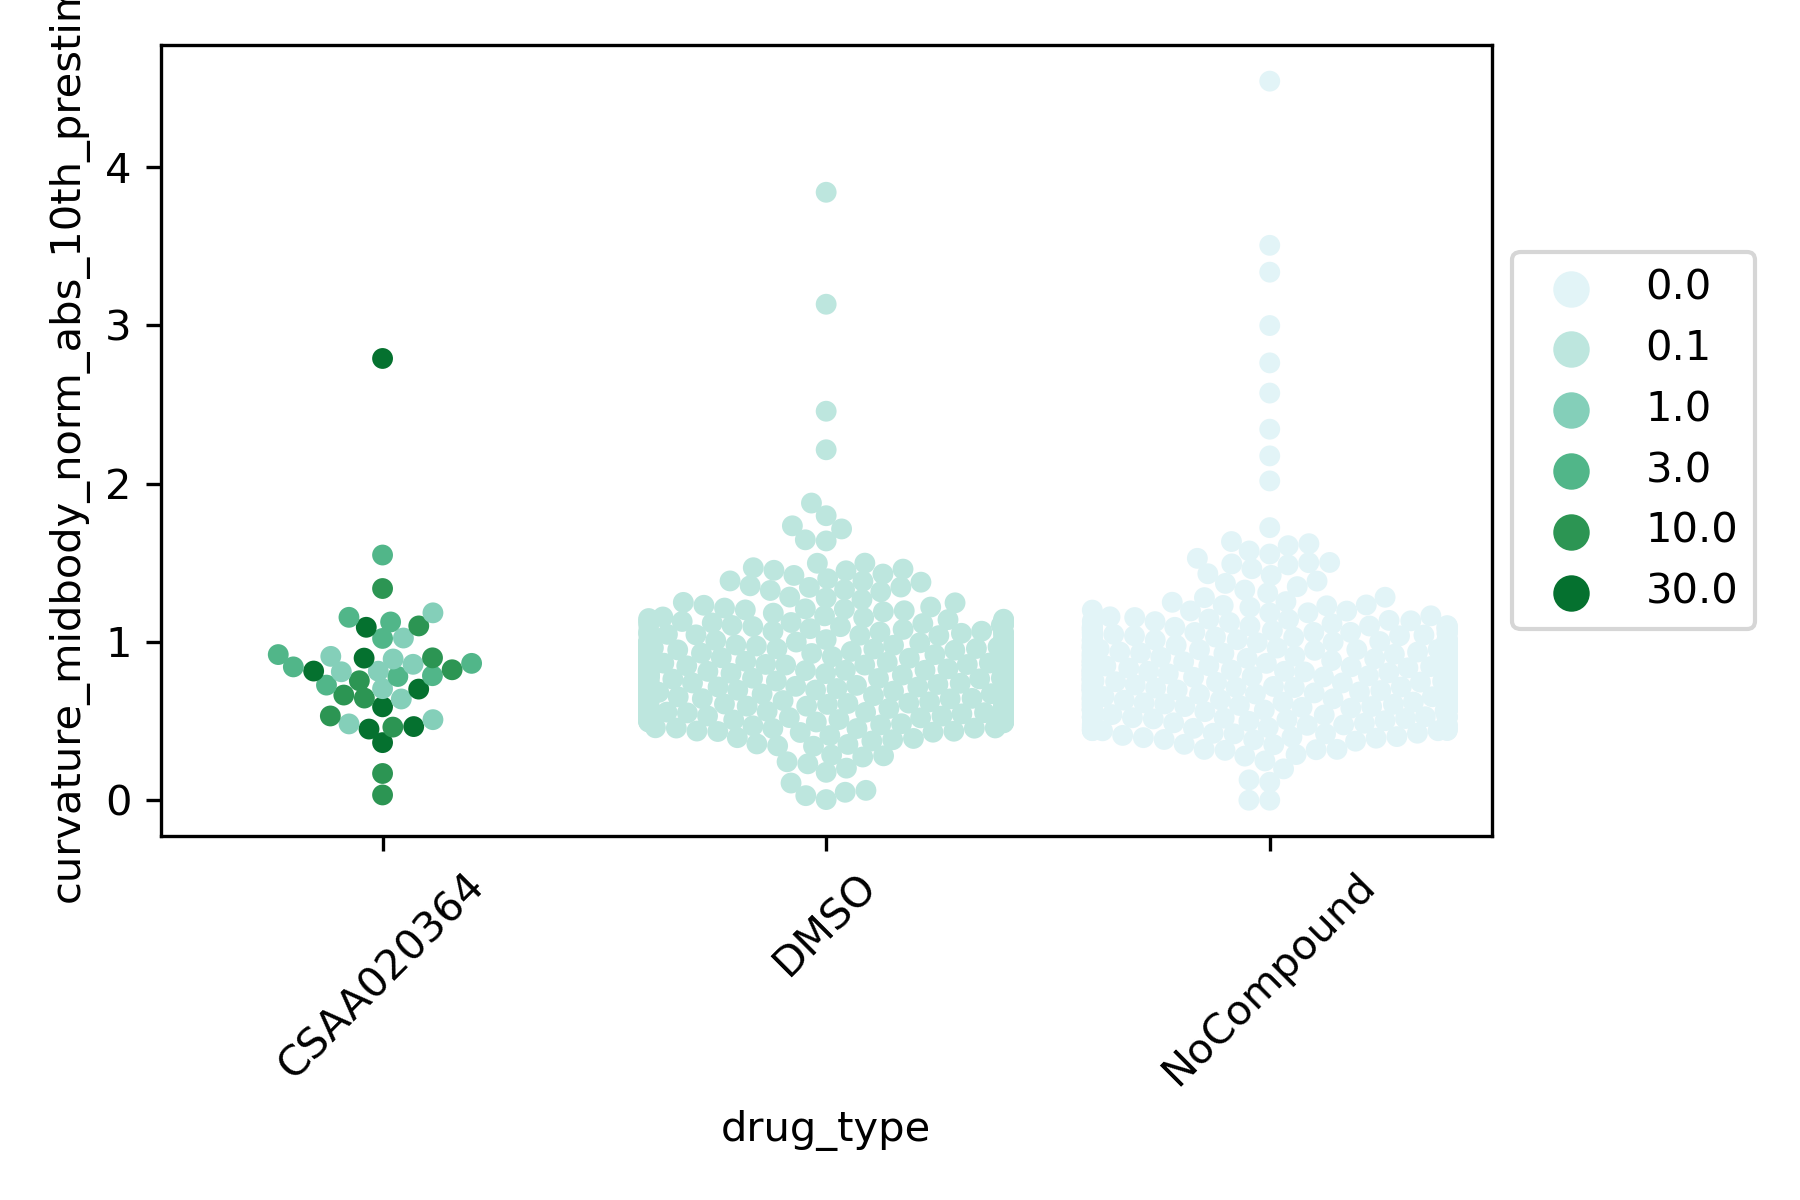 curvature_midbody_norm_abs_10th_prestim
4
3
2
1
0
CSAA020364
DMSO
NoCompound
drug_type
0.0
0.1
1.0
3.0
10.0
30.0